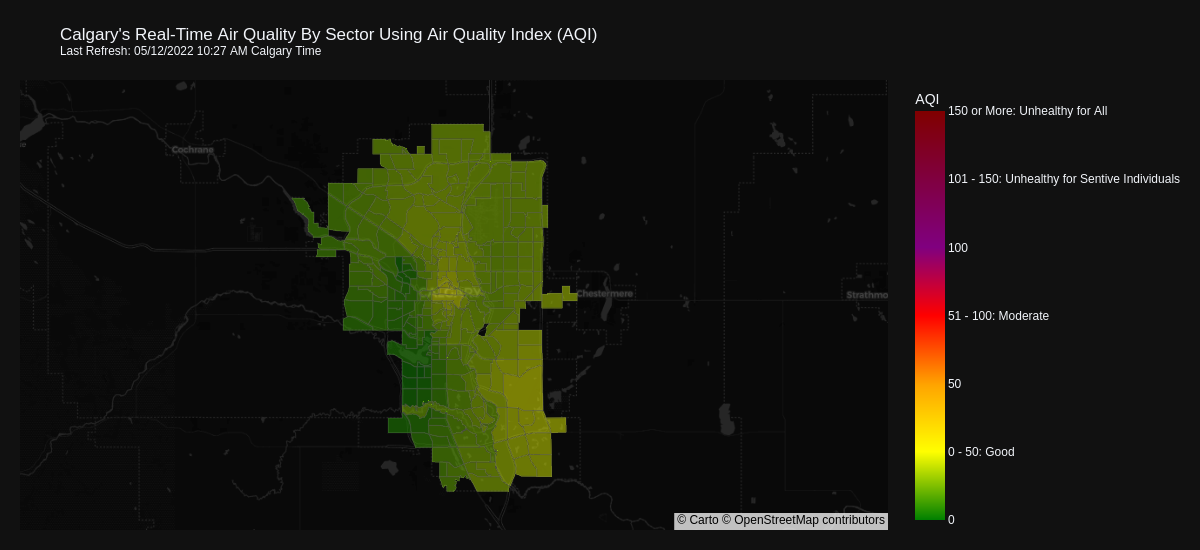 Calgary's Real-Time Air Quality By Sector Using Air Quality Index (AQI)
Last Refresh: 05/12/2022 10:27 AM Calgary Time
AQI
150 or More: Unhealthy for All
Cochrane
101 - 150: Unhealthy for Sentive Individuals
100
CALGARY
Chestermere
Strathmo
51 - 100: Moderate
50
0 - 50: Good
0
© Carto © OpenStreetMap contributors